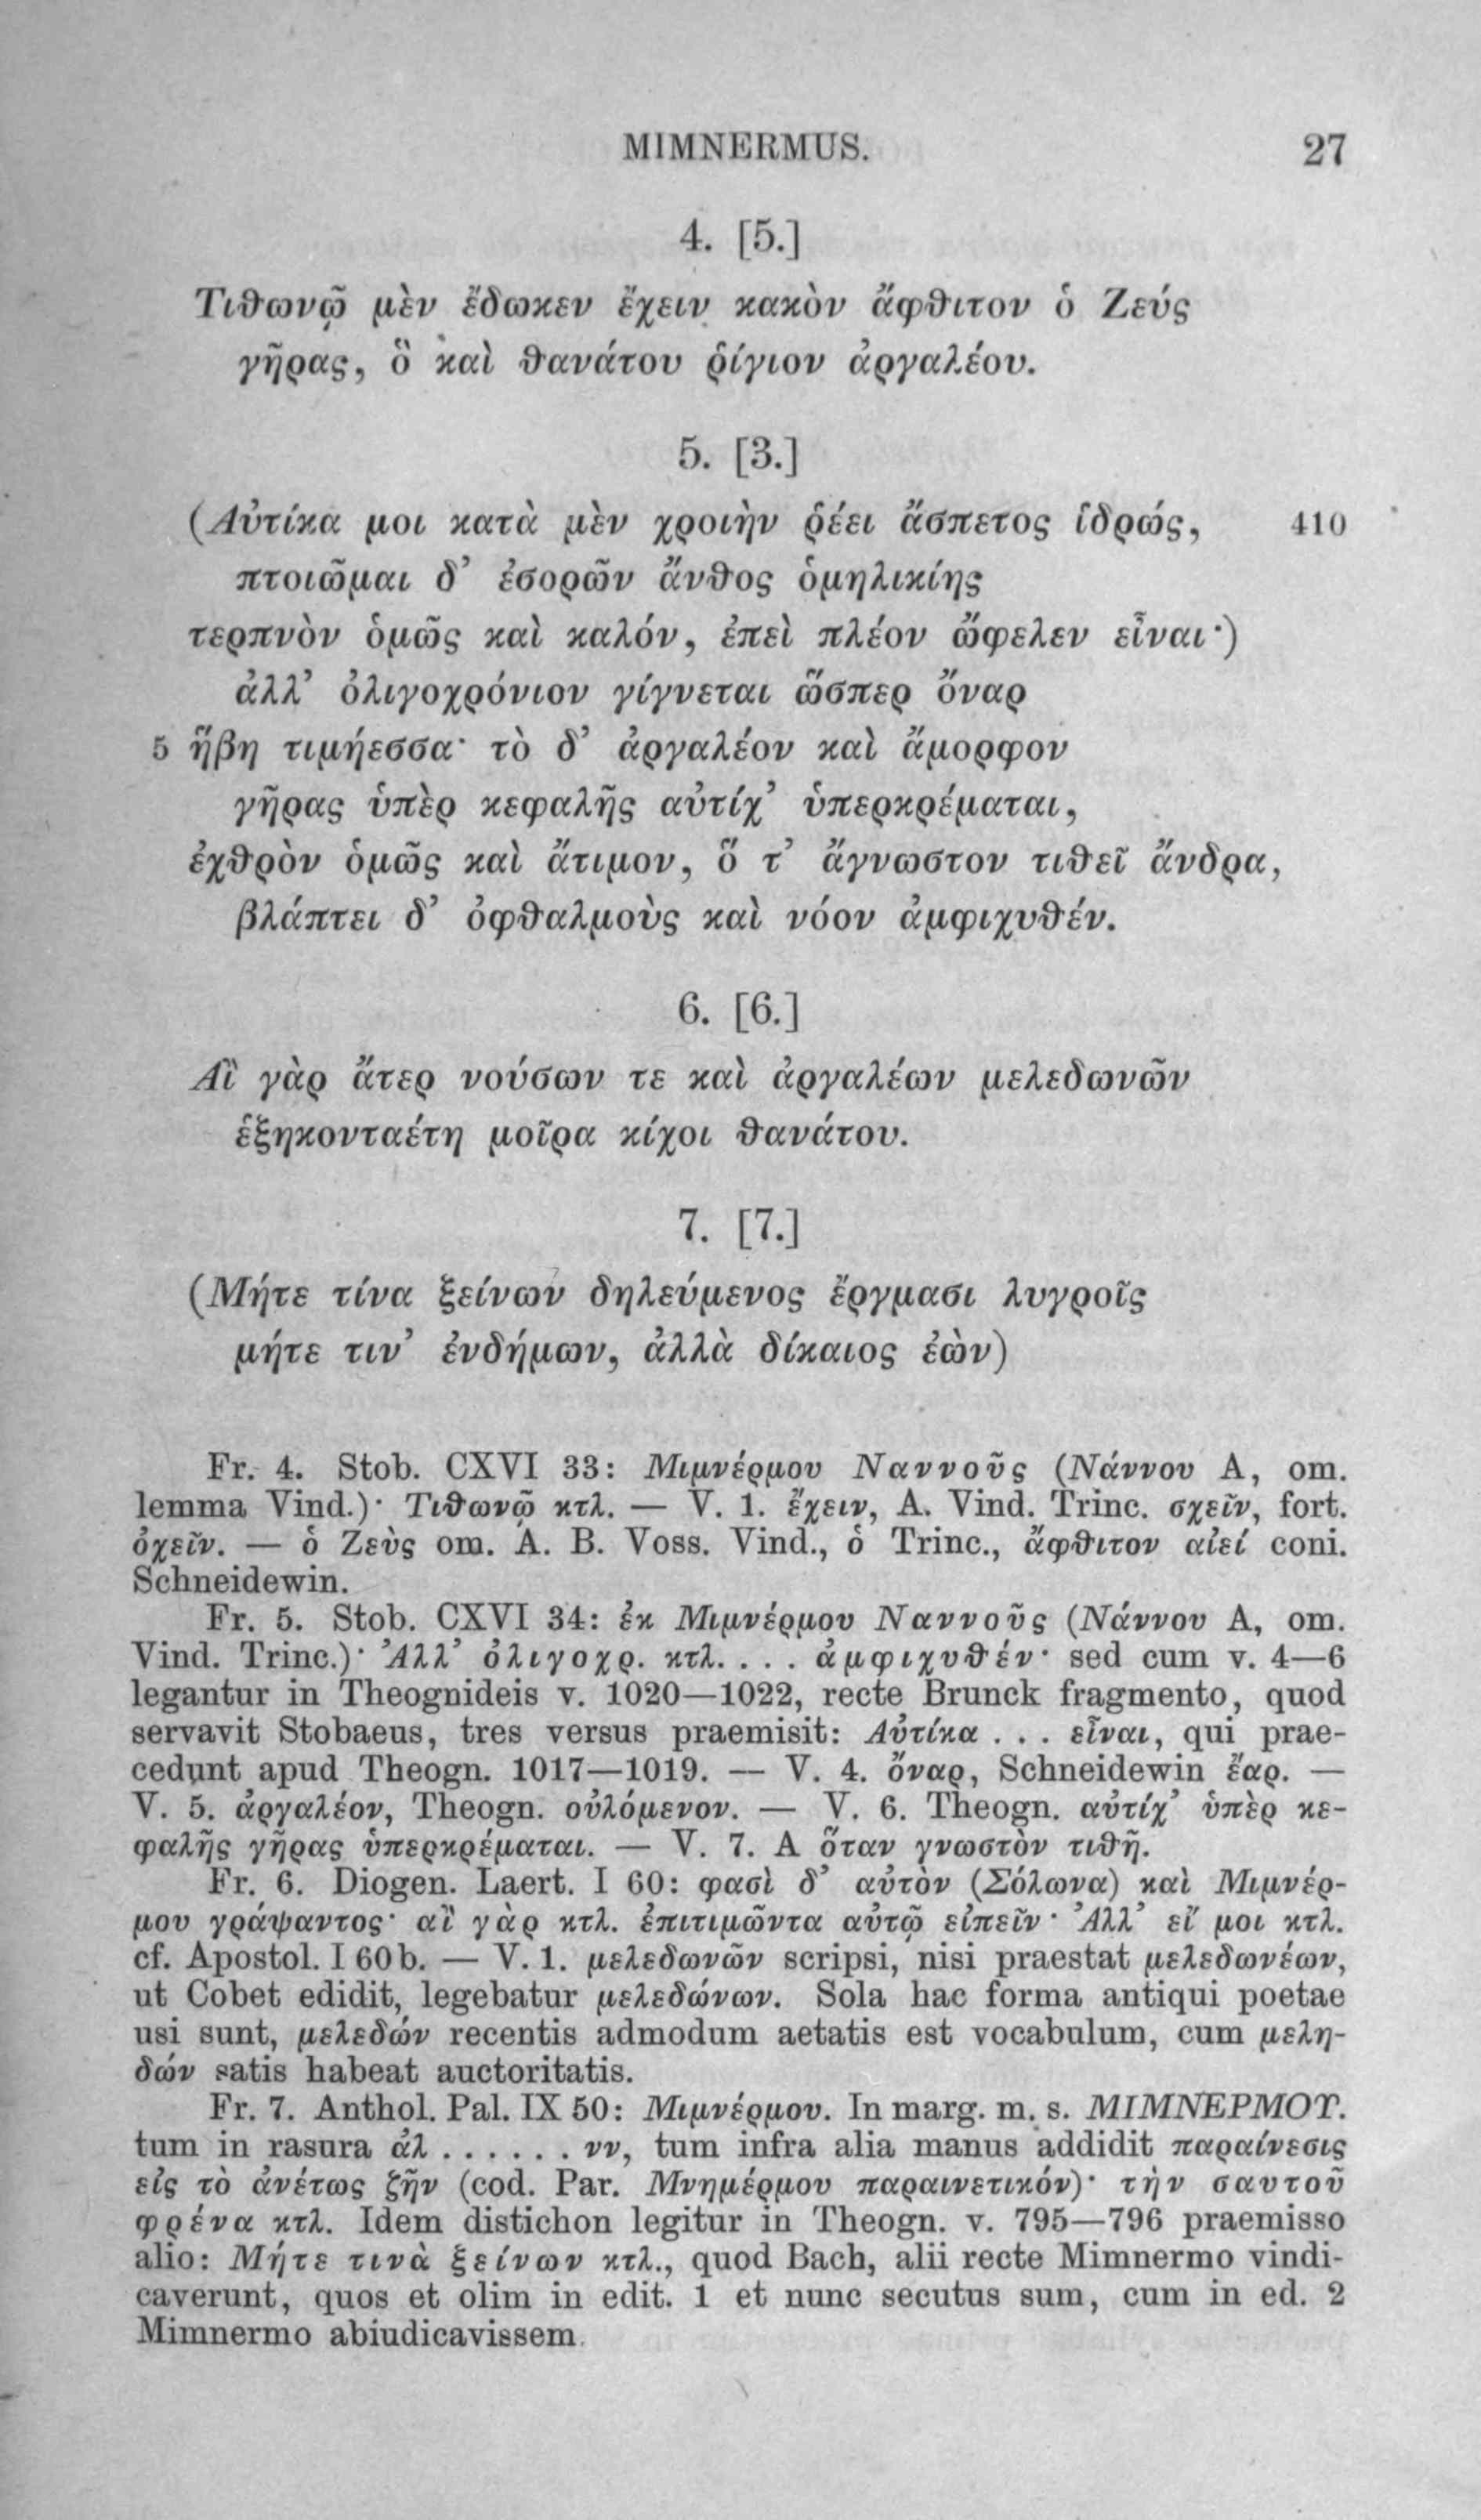 MIMNERMUS. 27
4. [5.]
Τιθωνῷ μὲν ἔδωκεν ἔχειν κακὸν ἄφθιτον ὁ Ζεύς
γῆρας, ὃ καὶ θανάτου ῥίγιον ἀργαλέου.
5. [3.]
(Αὐτίκα μοι κατὰ μὲν χροιὴν ῥέει ἄσπετος ἱδρώς, 410
πτοιῶμαι δ’ ἐσορῶν ἄνθος ὁμηλικίης
τερπνὸν ὁμῶς καὶ καλόν, ἐπεὶ πλέον ὤφελεν εἶναι·)
ἀλλ’ ὀλιγοχρόνιον γίγνεται ὥσπερ ὄναρ
5 ἥβη τιμήεσσα· τὸ δ’ ἀργαλέον καὶ ἄμορφον
γῆρας ὑπὲρ κεφαλῆς αὐτίχ’ ὑπερκρέμαται,
ἐχθρὸν ὁμῶς καὶ ἄτιμον, ὅ τ’ ἄγνωστον τιθεῖ ἄνδρα,
βλάπτει δ’ ὀφθαλμοὺς καὶ νόον ἀμφιχυθέν.
6. [6.]
Αἲ γὰρ ἄτερ νούσων τε καὶ ἀργαλέων μελεδωνῶν
ἑξηκονταέτη μοῖρα κίχοι θανάτου.
7. [7.]
(Μήτε τίνα ξείνων δηλεύμενος ἔργμασι λυγροῖς
μήτε τιν’ ἐνδήμων, ἀλλὰ δίκαιος ἐὼν)
Fr. 4. Stob. CXVI 33: Μιμνέρμου Ναννοῦς (Νάννου A, om.
lemma Vind.)· Τιθωνῷ κτλ. — V. 1. ἔχειν, A. Vind. Trinc. σχεῖν, fort.
ὀχεῖν. — ὁ Ζεὺς om. A. B. Voss. Vind., ὁ Trinc., ἄφθιτον αἰεί coni.
Schneidewin.
Fr. 5. Stob. CXVI 34: ἐκ Μιμνέρμου Ναννοῦς (Νάννου A, om.
Vind. Trinc.)· Ἀλλ’ ὀλιγοχρ. κτλ. . . . ἀμφιχυθέν· sed cum v. 4—6
legantur in Theognideis v. 1020—1022, recte Brunck fragmento, quod
servavit Stobaeus, tres versus praemisit: Αὐτίκα . . . εἶναι, qui prae-
cedunt apud Theogn. 1017—1019. — V. 4. ὄναρ, Schneidewin ἔαρ. —
V. 5. ἀργαλέον, Theogn. οὐλόμενον. — V. 6. Theogn. αὐτίχ’ ὑπὲρ κε-
φαλῆς γῆρας ὑπερκρέμαται. — V. 7. A ὅταν γνωστὸν τιθῇ.
Fr. 6. Diogen. Laert. I 60: φασὶ δ’ αὐτὸν (Σόλωνα) καὶ Μιμνέρ-
μου γράψαντος· αἲ γὰρ κτλ. ἐπιτιμῶντα αὐτῷ εἰπεῖν· Ἀλλ’ εἴ μοι κτλ.
cf. Apostol. I 60 b. — V. 1. μελεδωνῶν scripsi, nisi praestat μελεδωνέων,
ut Cobet edidit, legebatur μελεδώνων. Sola hac forma antiqui poetae
usi sunt, μελεδών recentis admodum aetatis est vocabulum, cum μελη-
δών satis habeat auctoritatis.
Fr. 7. Anthol. Pal. IX 50: Μιμνέρμου. In marg. m. s. ΜΙΜΝΕΡΜΟΥ.
tum in rasura ἀλ . . . . . . νν, tum infra alia manus addidit παραίνεσις
εἰς τὸ ἀνέτως ζῆν (cod. Par. Μνημέρμου παραινετικόν)· τὴν σαυτοῦ
φρένα κτλ. Idem distichon legitur in Theogn. v. 795—796 praemisso
alio: Μήτε τινὰ ξείνων κτλ., quod Bach, alii recte Mimnermo vindi-
caverunt, quos et olim in edit. 1 et nunc secutus sum, cum in ed. 2
Mimnermo abiudicavissem.